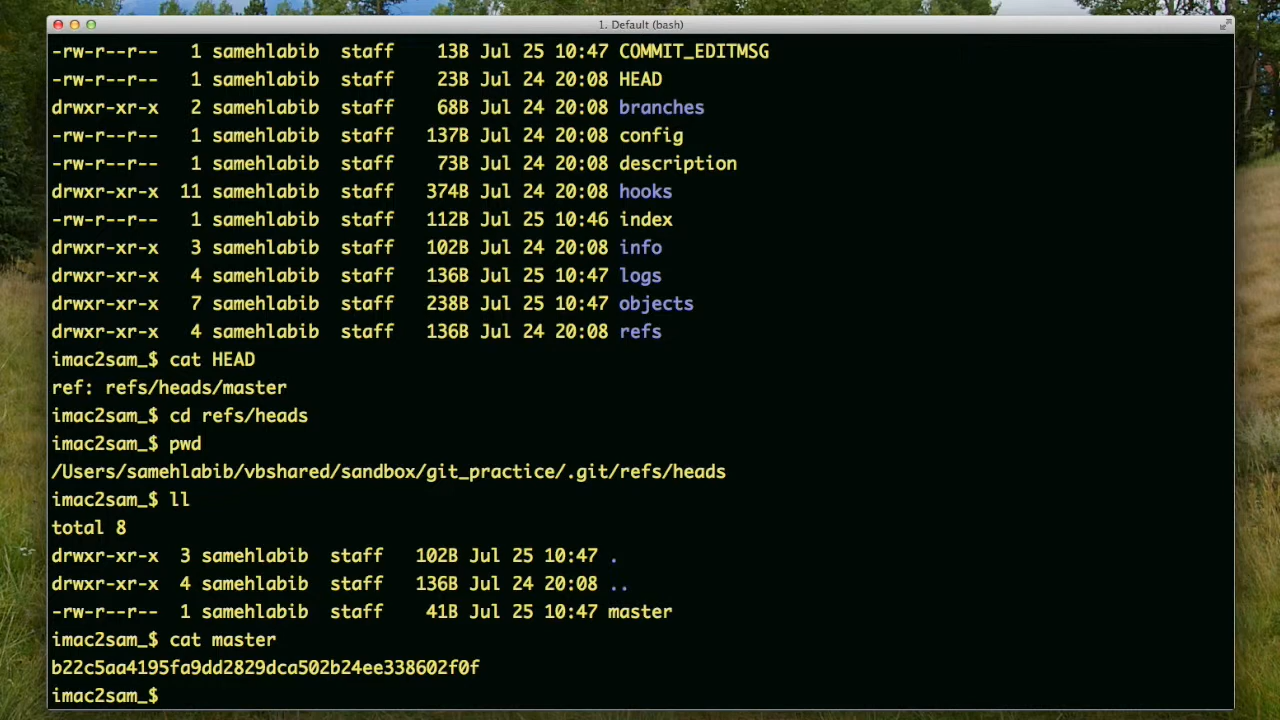 1. Default (bash)
-rw-r--r-- 1 samehlabib staff 13B Jul 25 10:47 COMMIT_EDITMSG
-rw-r--r-- 1 samehlabib staff 23B Jul 24 20:08 HEAD
drwxr-xr-x 2 samehlabib staff 68B Jul 24 20:08 branches
-rw-r--r-- 1 samehlabib staff 137B Jul 24 20:08 config
-rw-r--r-- 1 samehlabib staff 73B Jul 24 20:08 description
drwxr-xr-x 11 samehlabib staff 374B Jul 24 20:08 hooks
-rw-r--r-- 1 samehlabib staff 112B Jul 25 10:46 index
drwxr-xr-x 3 samehlabib staff 102B Jul 24 20:08 info
drwxr-xr-x 4 samehlabib staff 136B Jul 25 10:47 logs
drwxr-xr-x 7 samehlabib staff 238B Jul 25 10:47 objects
drwxr-xr-x 4 samehlabib staff 136B Jul 24 20:08 refs
imac2sam_$ cat HEAD
ref: refs/heads/master
imac2sam_$ cd refs/heads
imac2sam_$ pwd
/Users/samehlabib/vbshared/sandbox/git_practice/.git/refs/heads
imac2sam_$ ll
total 8
drwxr-xr-x 3 samehlabib staff 102B Jul 25 10:47 .
drwxr-xr-x 4 samehlabib staff 136B Jul 24 20:08 ..
-rw-r--r-- 1 samehlabib staff 41B Jul 25 10:47 master
imac2sam_$ cat master
b22c5aa4195fa9dd2829dca502b24ee338602f0f
imac2sam_$